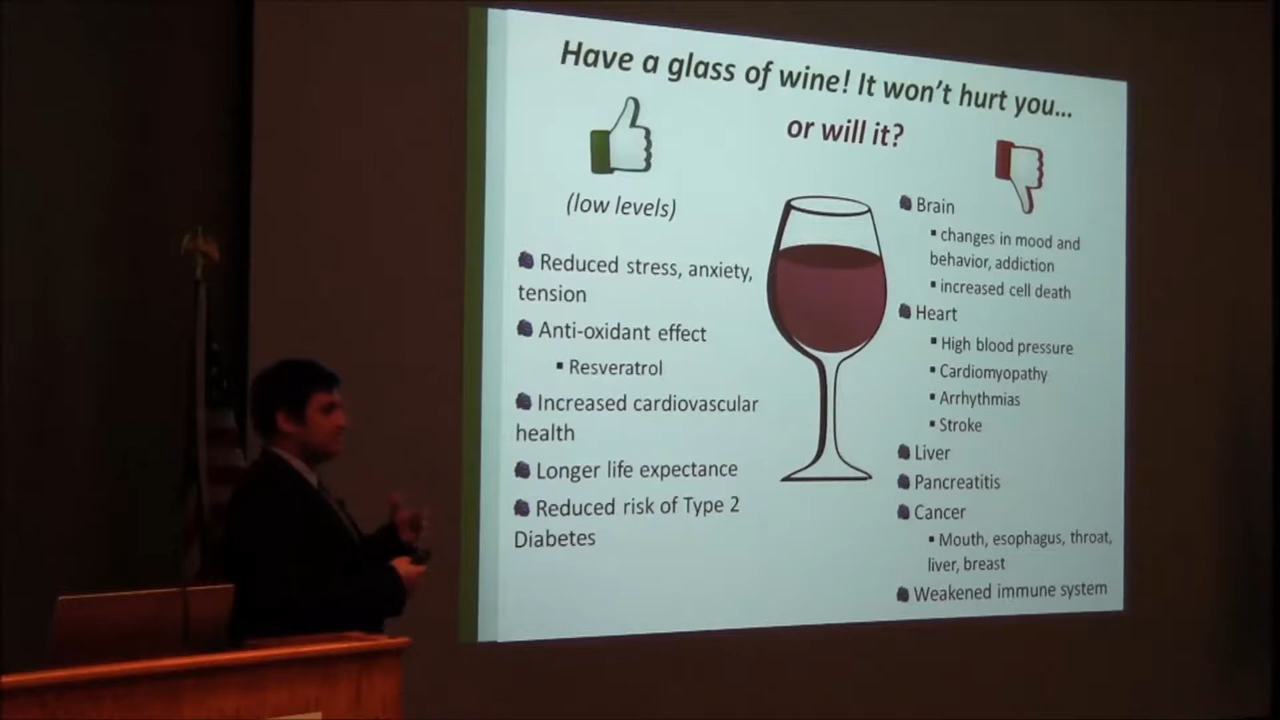 Have a glass of wine! It won't hurt you...
or will it?
(low levels)
Reduced stress, anxiety,
tension
Anti-oxidant effect
Resveratrol
Increased cardiovascular
health
Longer life expectance
Reduced risk of Type 2
Diabetes
Brain
changes in mood and
behavior, addiction
increased cell death
Heart
High blood pressure
Cardiomyopathy
Arrhythmias
Stroke
Liver
Pancreatitis
Cancer
Mouth, esophagus, throat,
liver, breast
Weakened immune system